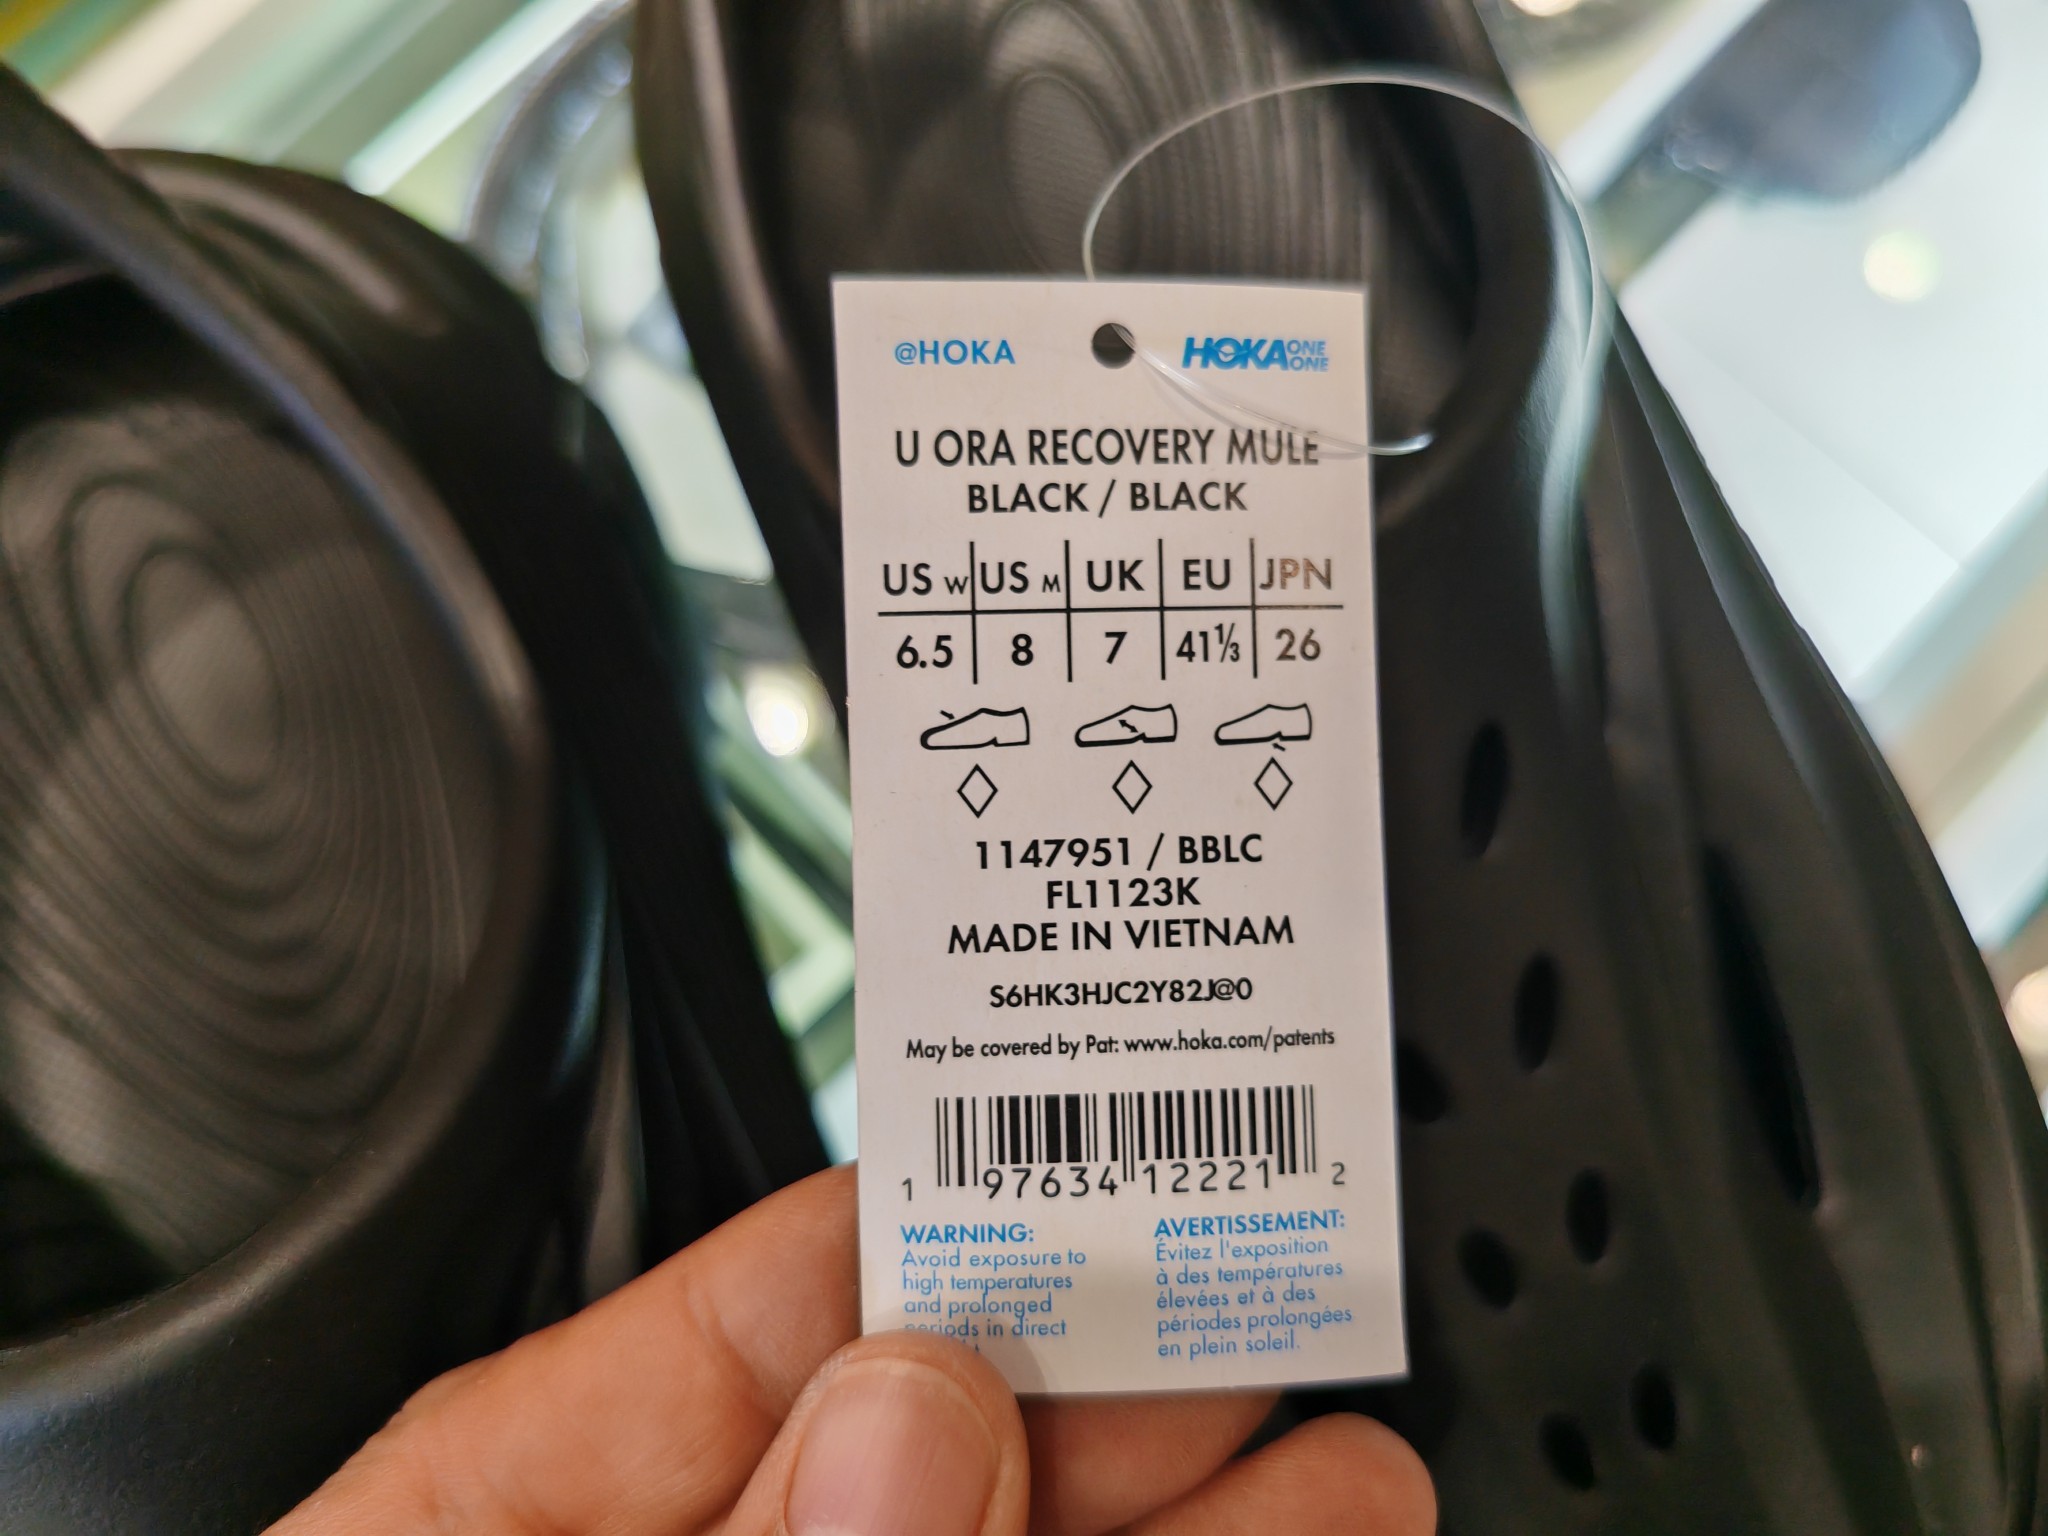 @HOKA HOKA ONE ONE
U ORA RECOVERY MULE
BLACK / BLACK
US W US M UK EU JPN
6.5 8 7 41⅓ 26
1147951 / BBLC
FL1123K
MADE IN VIETNAM
S6HK3HJC2Y82J@0
May be covered by Pat: www.hoka.com/patents
1 97634 12221 2
WARNING:
Avoid exposure to
high temperatures
and prolonged
periods in direct
AVERTISSEMENT:
Évitez l'exposition
à des températures
élevées et à des
périodes prolongées
en plein soleil.